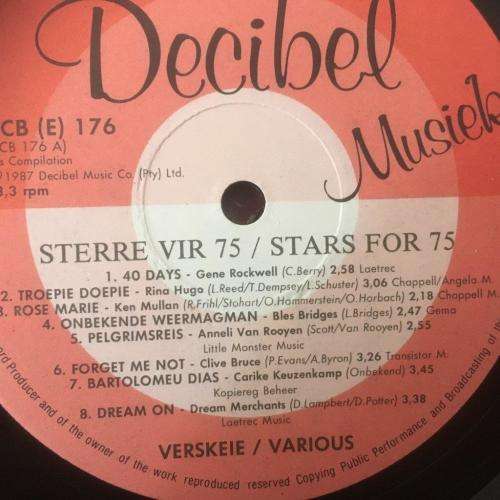 Decibel
Musiek
CB (E) 176
CB 176 A)
s Compilation
1987 Decibel Music Co. (Pty) Ltd.
3,3 rpm
STERRE VIR 75 / STARS FOR 75
1. 40 DAYS - Gene Rockwell (C.Berry) 2,58 Laetrec
2. TROEPIE DOEPIE - Rina Hugo (L.Reed/T.Dempsey/L.Schuster) 3,06 Chappell/Angela M.
3. ROSE MARIE - Ken Mullan (R,Frihl/Stohart/O.Hammerstein/O.Harbach) 2,18 Chappell M.
4. ONBEKENDE WEERMAGMAN - Bles Bridges (L.Bridges) 2,47 Gema
5. PELGRIMSREIS - Anneli Van Rooyen (Scott/Van Rooyen) 2,55
Little Monster Music
6. FORGET ME NOT - Clive Bruce (P.Evans/A.Byron) 3,26 Transistor M.
7. BARTOLOMEU DIAS - Carike Keuzenkamp (Onbekend) 3,45
Kopiereg Beheer
8. DREAM ON - Dream Merchants (D.Lampbert/D.Potter) 3,38
Laetrec Music
VERSKEIE / VARIOUS
ord Producer and of the owner of the work reproduced reserved Copying Public Performance and Broadcasting of